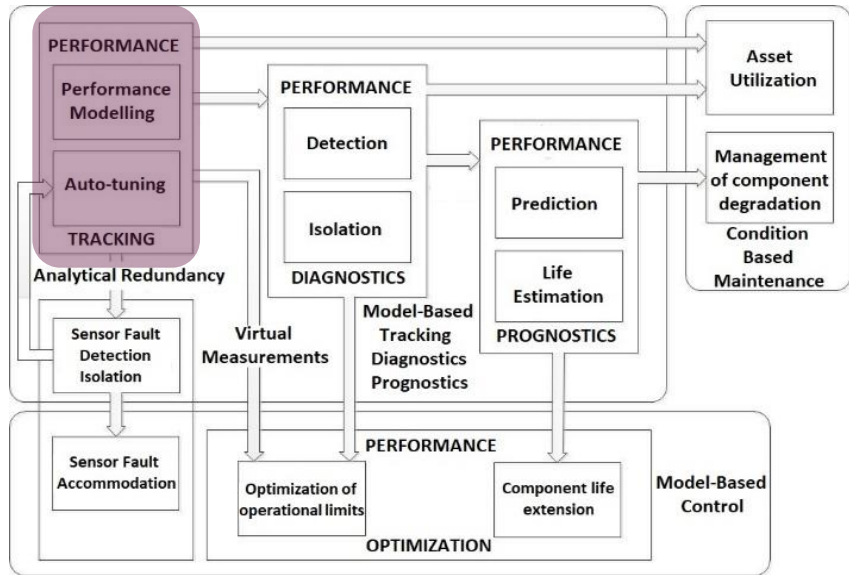 PERFORMANCE
Performance
Modelling
Auto-tuning
TRACKING
Analytical Redundancy
Sensor Fault
Detection
Isolation
Sensor Fault
Accommodation
Virtual
Measurements
PERFORMANCE
Detection
Isolation
DIAGNOSTICS
Model-Based
Tracking
Diagnostics
Prognostics
PERFORMANCE
Prediction
Life
Estimation
PROGNOSTICS
Asset
Utilization
Management
of component
degradation
Condition
Based
Maintenance
PERFORMANCE
Optimization of
operational limits
Component life
extension
OPTIMIZATION
Model-Based
Control